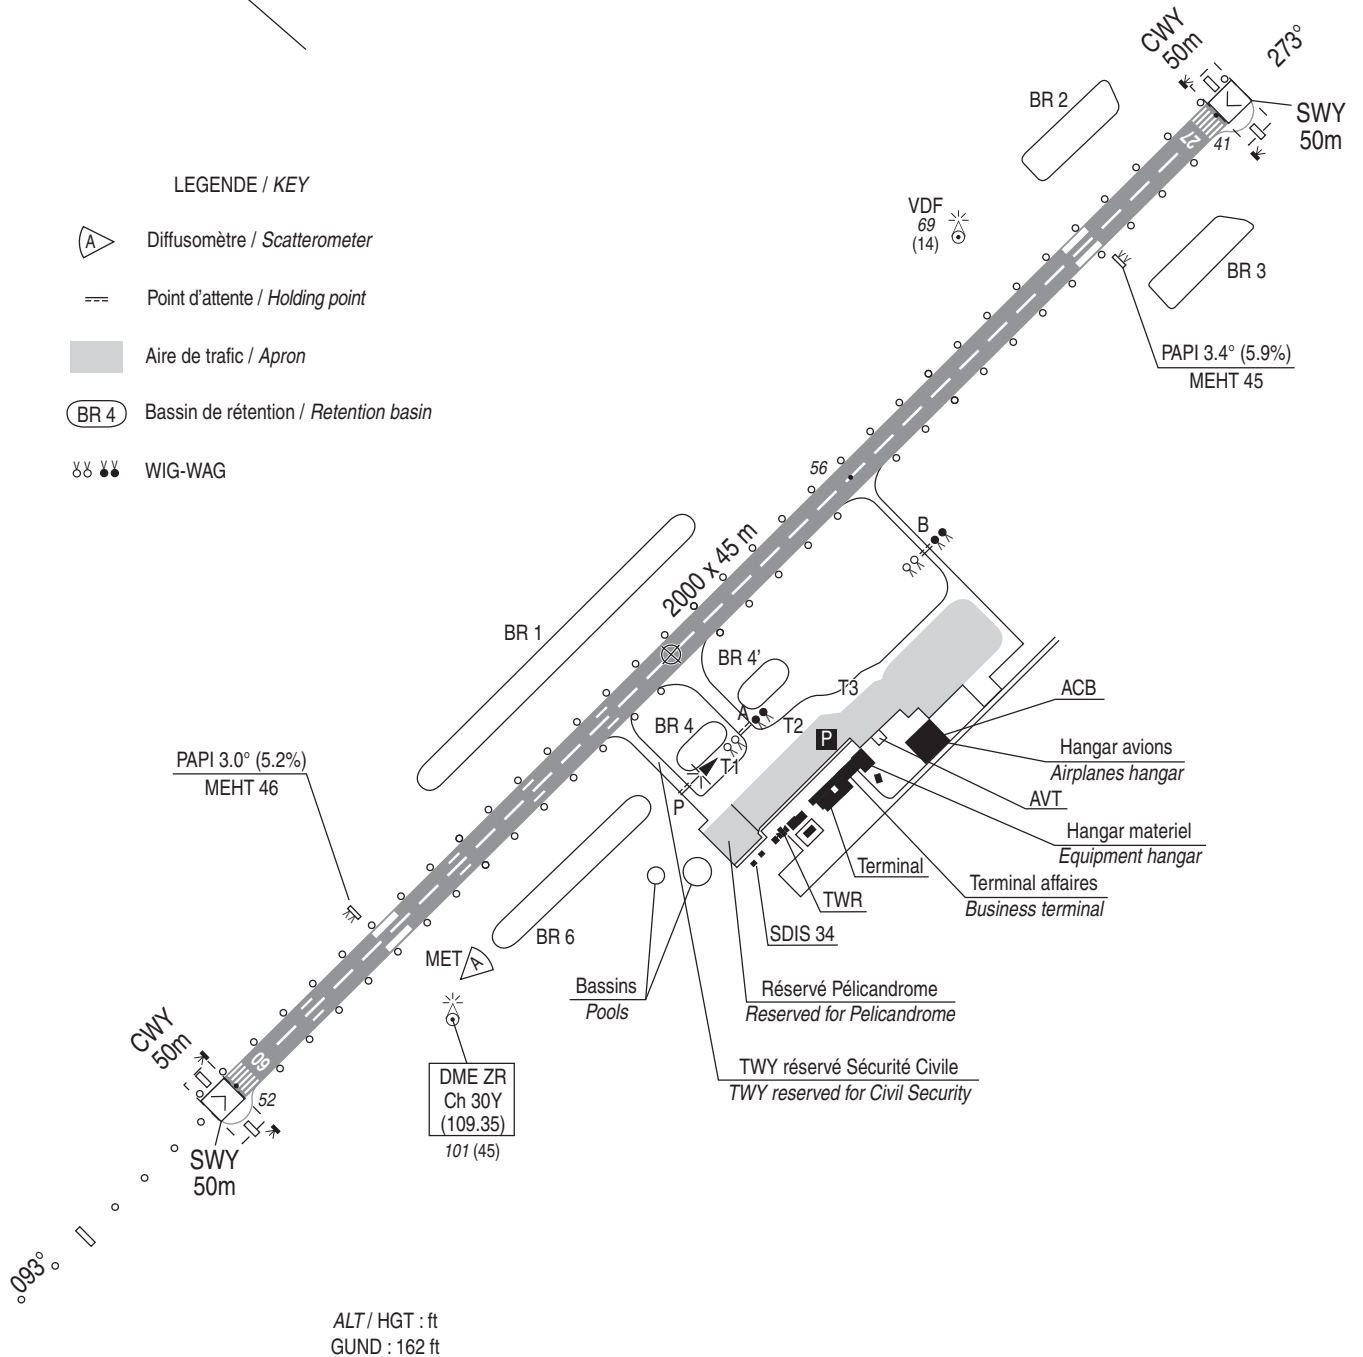 CWY
50m
273°
SWY
50m
BR 2
27
41
LEGENDE / KEY
VDF
69
(14)
A
Diffusomètre / Scatterometer
BR 3
Point d'attente / Holding point
Aire de trafic / Apron
PAPI 3.4° (5.9%)
MEHT 45
BR 4
Bassin de rétention / Retention basin
WIG-WAG
56
B
2000 x 45 m
BR 1
BR 4'
T3
ACB
A
T2
BR 4
P
Hangar avions
Airplanes hangar
PAPI 3.0° (5.2%)
MEHT 46
T1
AVT
P
Hangar materiel
Equipment hangar
Terminal
Terminal affaires
Business terminal
TWR
SDIS 34
BR 6
MET
A
Bassins
Pools
Réservé Pélicandrome
Reserved for Pelicandrome
CWY
50m
09
TWY réservé Sécurité Civile
TWY reserved for Civil Security
DME ZR
Ch 30Y
(109.35)
101 (45)
52
SWY
50m
093°
ALT / HGT : ft
GUND : 162 ft